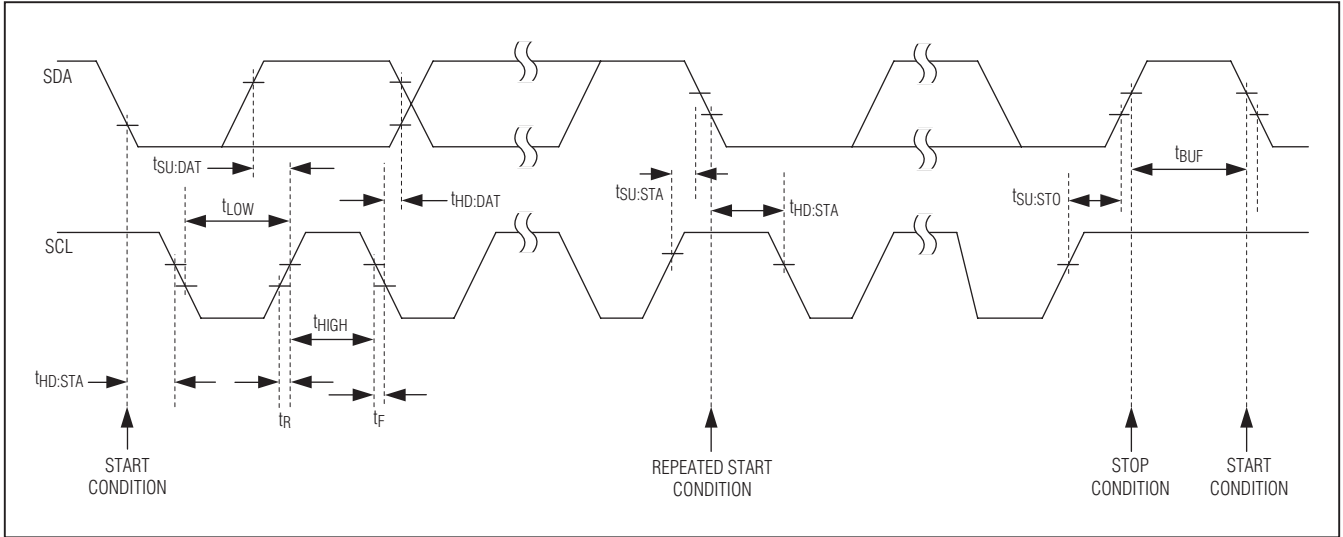 SDA
tSU:DAT
tLOW
tHD:DAT
tSU:STA
tHD:STA
tSU:STO
tBUF
SCL
tHIGH
tHD:STA
tR
tF
START
CONDITION
REPEATED START
CONDITION
STOP
CONDITION
START
CONDITION